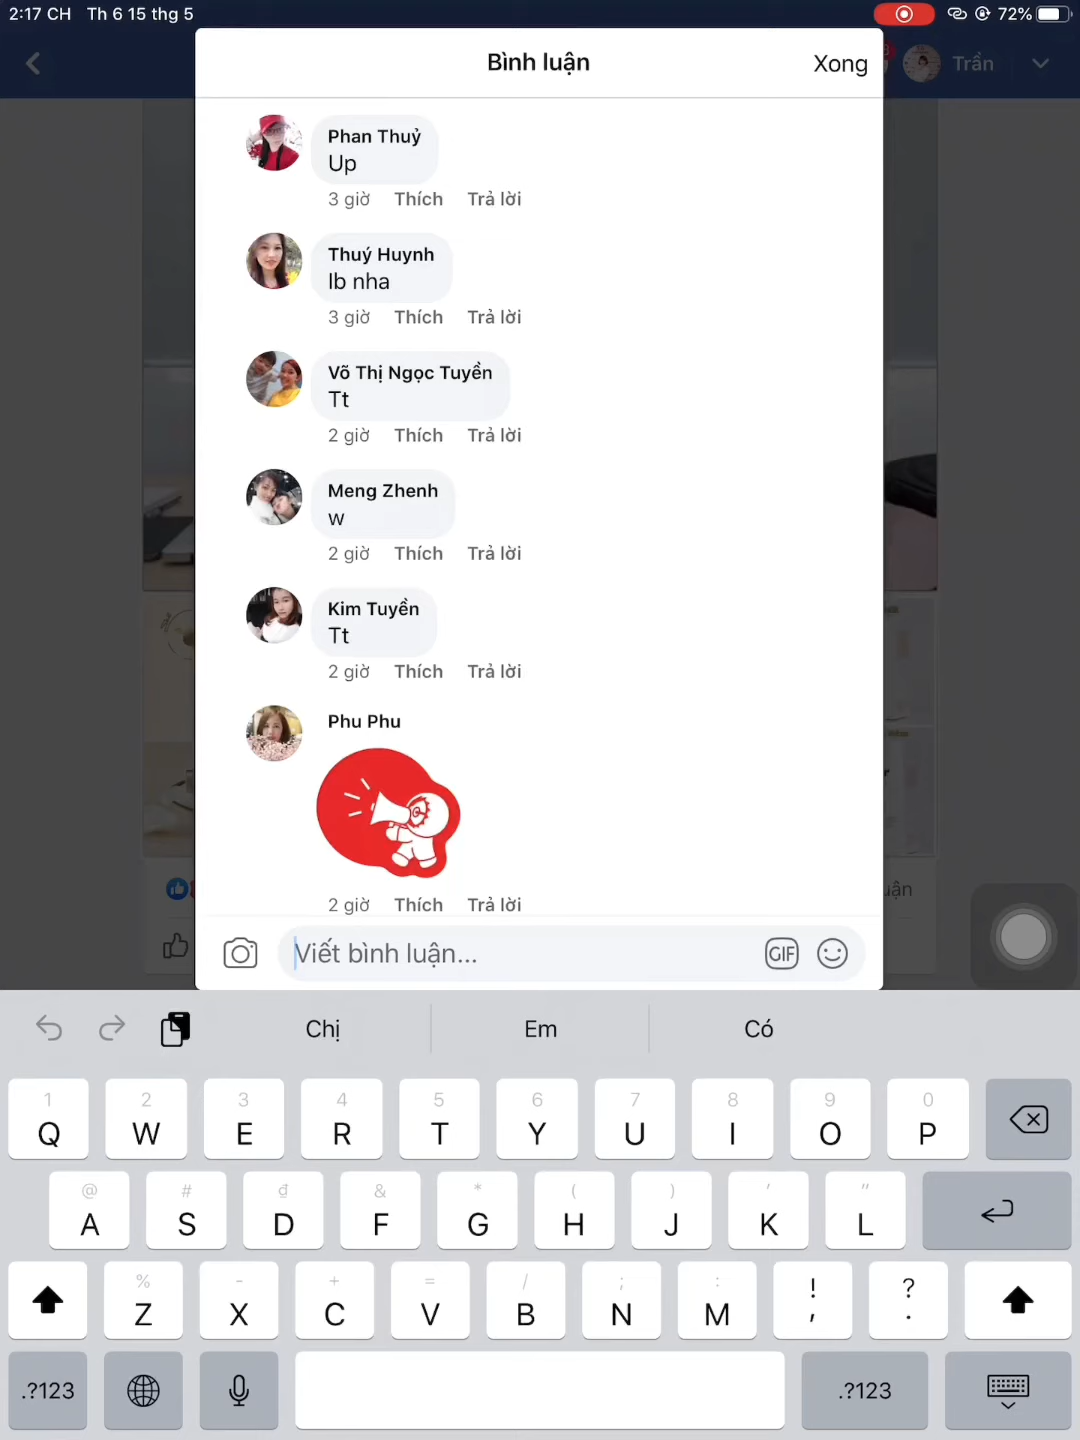 2:17 CH Th 6 15 thg 5 72%
Bình luận Xong
Trần
Phan Thuỷ
Up
3 giờ Thích Trả lời
Thuý Huynh
Ib nha
3 giờ Thích Trả lời
Võ Thị Ngọc Tuyền
Tt
2 giờ Thích Trả lời
Meng Zhenh
w
2 giờ Thích Trả lời
Kim Tuyền
Tt
2 giờ Thích Trả lời
Phu Phu
2 giờ Thích Trả lời
Viết bình luận... GIF
Chị Em Có
1 2 3 4 5 6 7 8 9 0
Q W E R T Y U I O P
@ # ₫ & * ( ) ' "
A S D F G H J K L
% - + = / ; : ! ?
Z X C V B N M , .
.?123 .?123